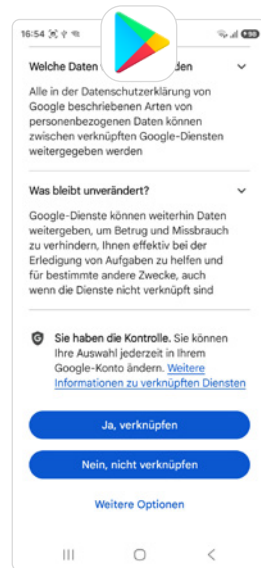 16:54
Welche Daten den
Alle in der Datenschutzerklärung von
Google beschriebenen Arten von
personenbezogenen Daten können
zwischen verknüpften Google-Diensten
weitergegeben werden
Was bleibt unverändert?
Google-Dienste können weiterhin Daten
weitergeben, um Betrug und Missbrauch
zu verhindern, Ihnen effektiv bei der
Erledigung von Aufgaben zu helfen und
für bestimmte andere Zwecke, auch
wenn die Dienste nicht verknüpft sind
Sie haben die Kontrolle. Sie können
Ihre Auswahl jederzeit in Ihrem
Google-Konto ändern. Weitere
Informationen zu verknüpften Diensten
Ja, verknüpfen
Nein, nicht verknüpfen
Weitere Optionen